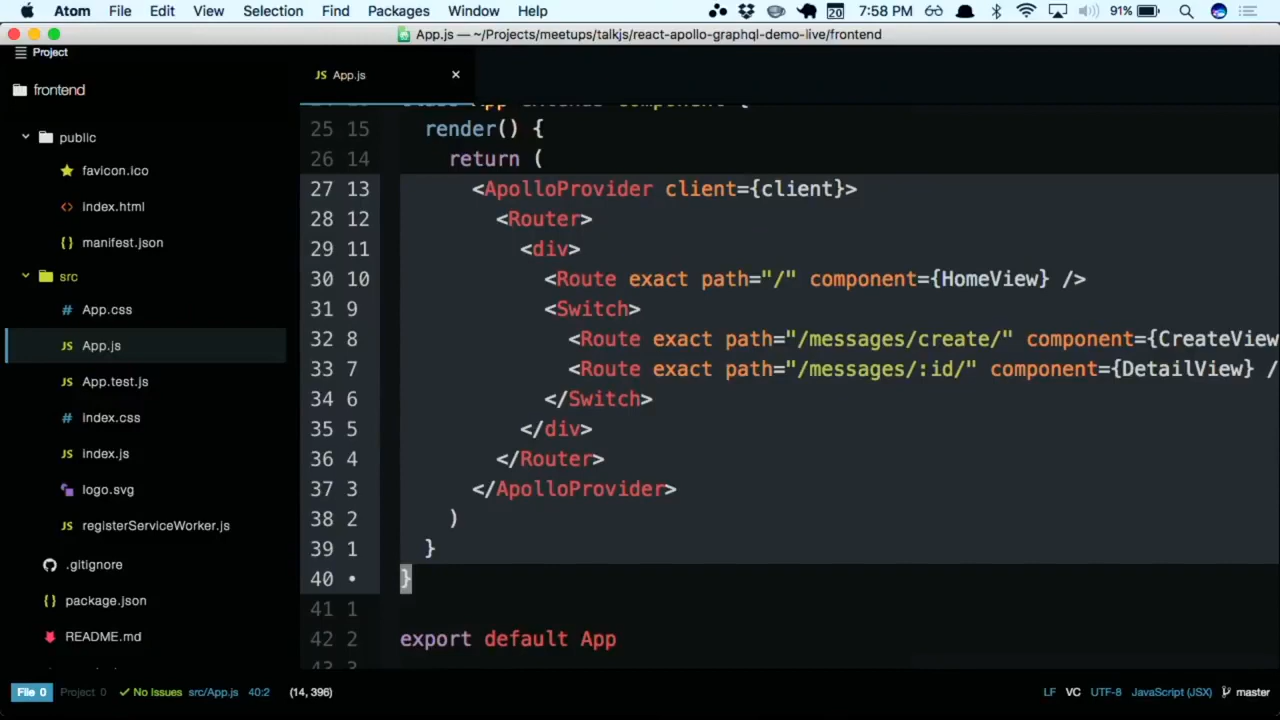 Atom File Edit View Selection Find Packages Window Help 20 7:58 PM 91%
App.js — ~/Projects/meetups/talkjs/react-apollo-graphql-demo-live/frontend
Project
frontend
public
favicon.ico
index.html
manifest.json
src
App.css
App.js
App.test.js
index.css
index.js
logo.svg
registerServiceWorker.js
.gitignore
package.json
README.md
JS App.js ×
25 15 render() {
26 14 return (
27 13 <ApolloProvider client={client}>
28 12 <Router>
29 11 <div>
30 10 <Route exact path="/" component={HomeView} />
31 9 <Switch>
32 8 <Route exact path="/messages/create/" component={CreateView
33 7 <Route exact path="/messages/:id/" component={DetailView} /
34 6 </Switch>
35 5 </div>
36 4 </Router>
37 3 </ApolloProvider>
38 2 )
39 1 }
40 • }
41 1
42 2 export default App
43 3
File 0 Project 0 No Issues src/App.js 40:2 (14, 396) LF VC UTF-8 JavaScript (JSX) master